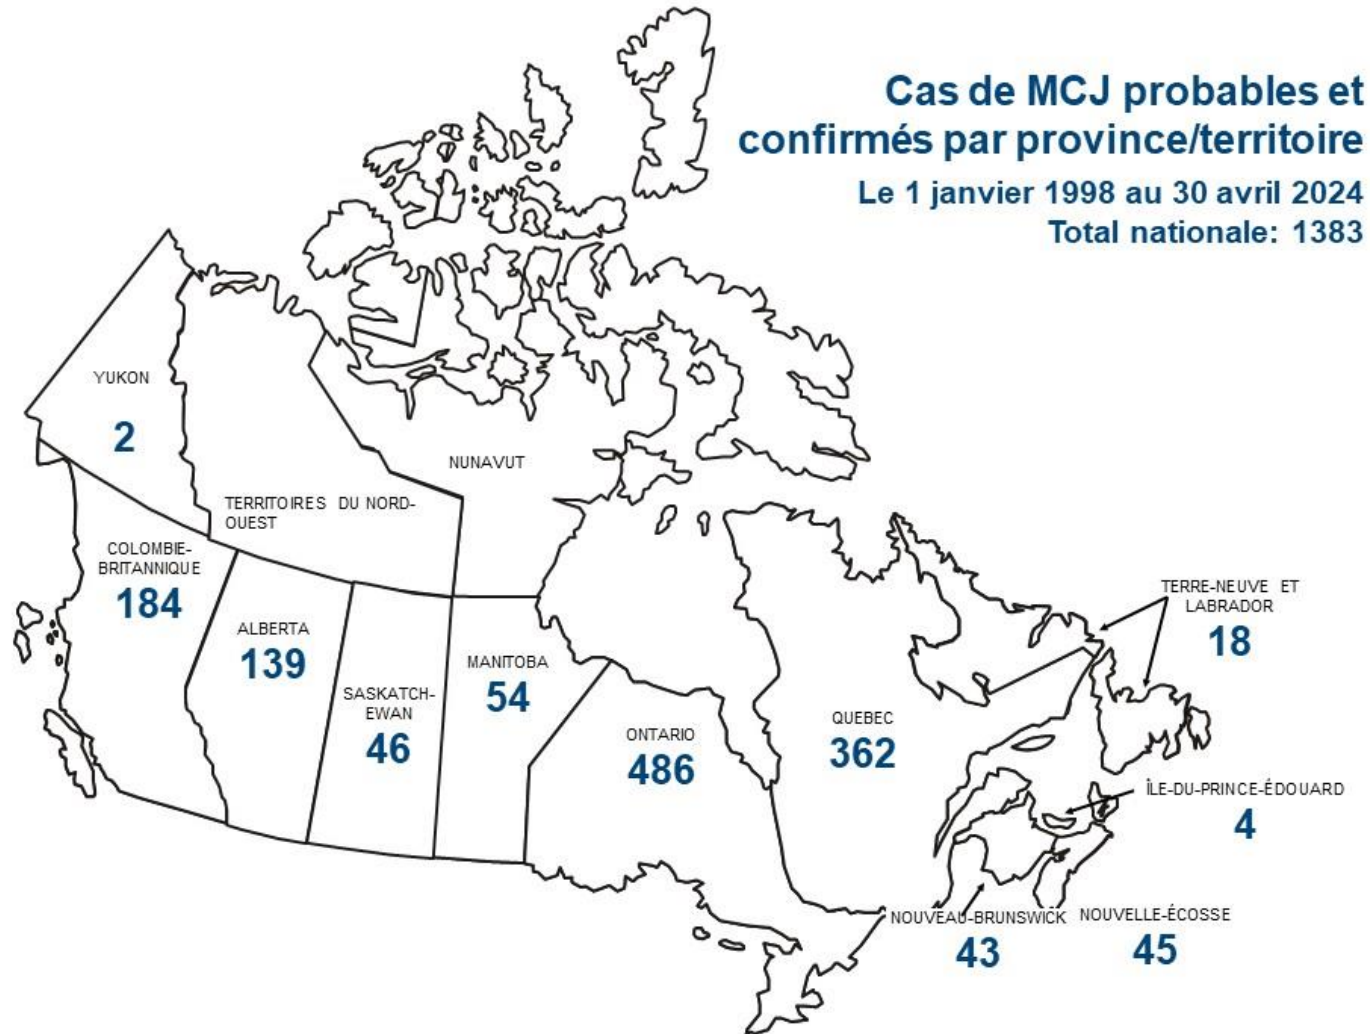 Cas de MCJ probables et
confirmés par province/territoire
Le 1 janvier 1998 au 30 avril 2024
Total nationale: 1383
YUKON
2
NUNAVUT
TERRITOIRES DU NORD-
OUEST
COLOMBIE-
BRITANNIQUE
184
ALBERTA
139
SASKATCH-
EWAN
46
MANITOBA
54
ONTARIO
486
QUEBEC
362
TERRE-NEUVE ET
LABRADOR
18
ÎLE-DU-PRINCE-ÉDOUARD
4
NOUVEAU-BRUNSWICK
43
NOUVELLE-ÉCOSSE
45